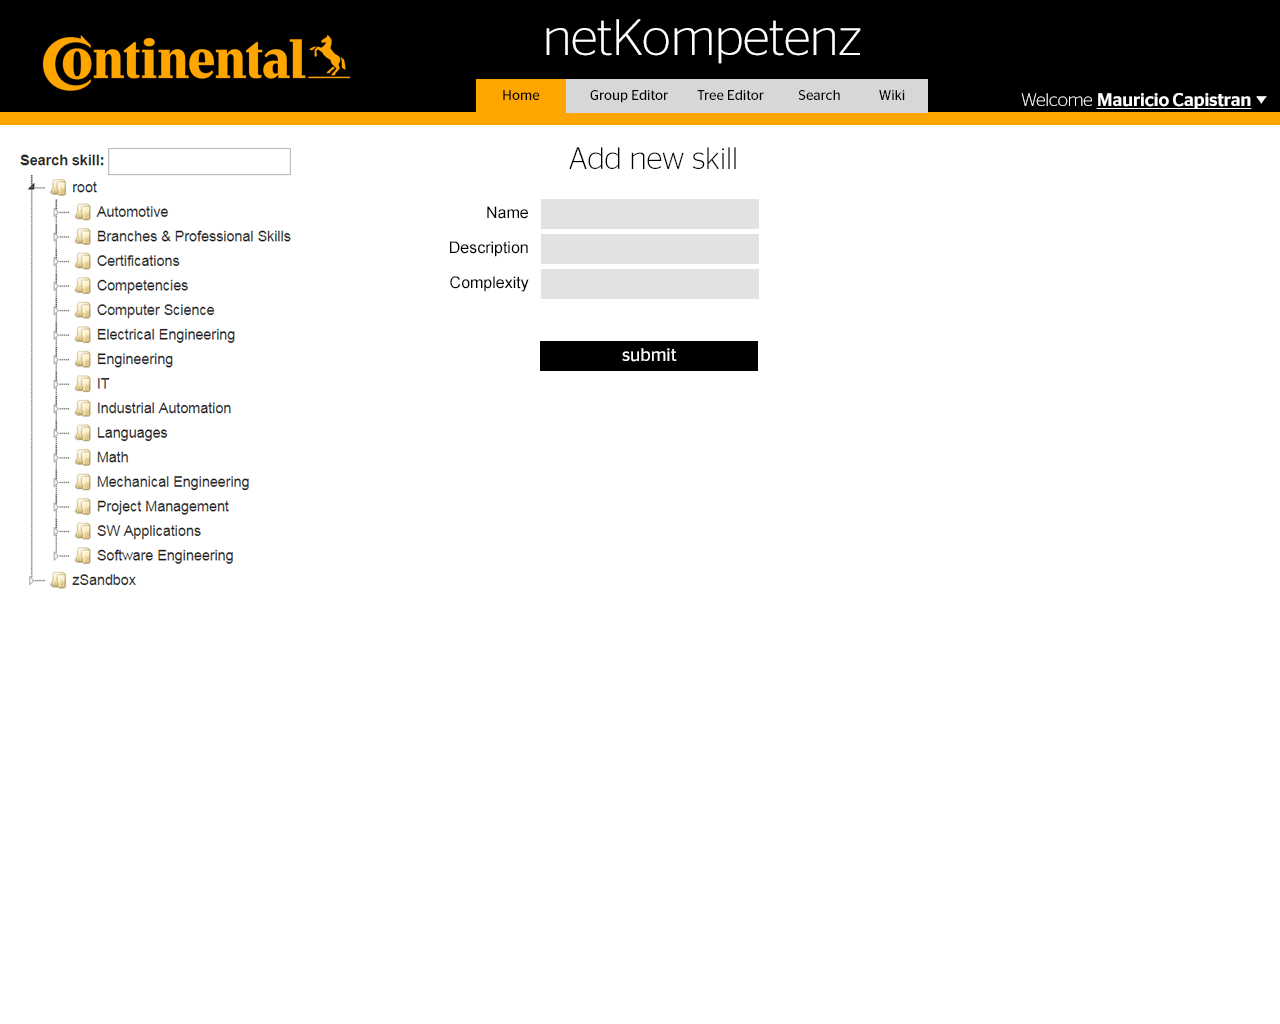 Continental
netKompetenz
Home Group Editor Tree Editor Search Wiki
Welcome Mauricio Capistran
Search skill:
root
Automotive
Branches & Professional Skills
Certifications
Competencies
Computer Science
Electrical Engineering
Engineering
IT
Industrial Automation
Languages
Math
Mechanical Engineering
Project Management
SW Applications
Software Engineering
zSandbox
Add new skill
Name
Description
Complexity
submit